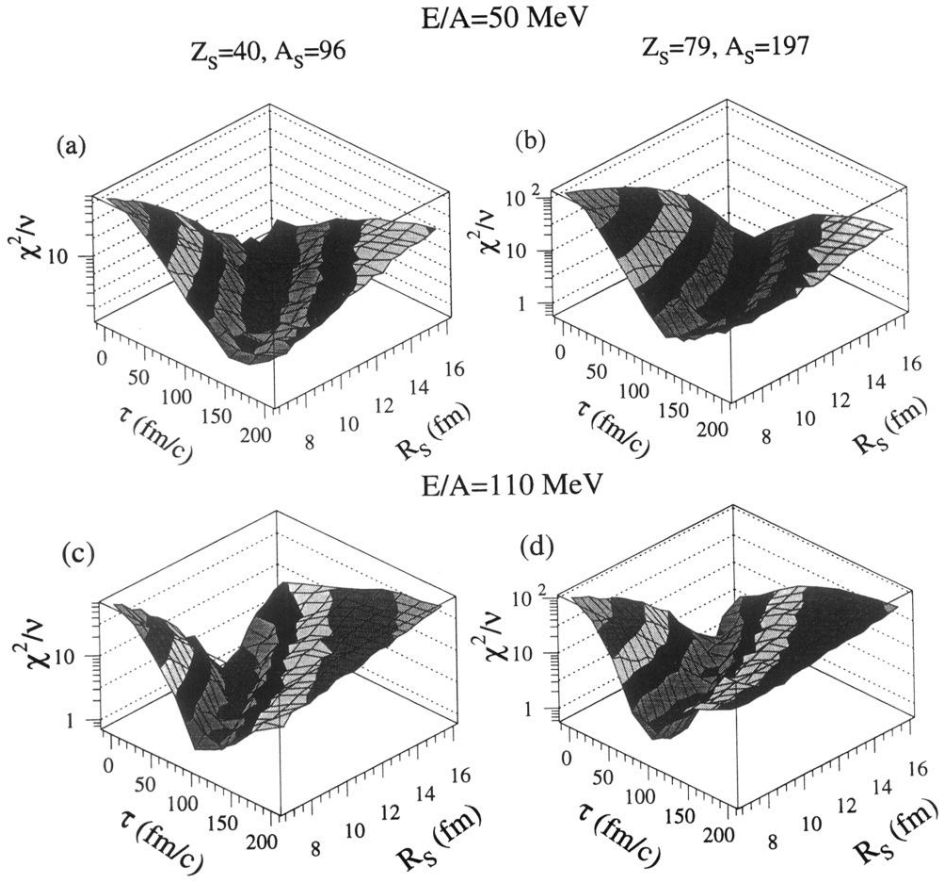 E/A=50 MeV
Z_S=40, A_S=96
Z_S=79, A_S=197
(a)
χ²/ν
10
0
50
100
150
200
τ (fm/c)
8
10
12
14
16
R_S (fm)
(b)
χ²/ν
10²
10
1
0
50
100
150
200
τ (fm/c)
8
10
12
14
16
R_S (fm)
E/A=110 MeV
(c)
χ²/ν
10
1
0
50
100
150
200
τ (fm/c)
8
10
12
14
16
R_S (fm)
(d)
χ²/ν
10²
10
1
0
50
100
150
200
τ (fm/c)
8
10
12
14
16
R_S (fm)